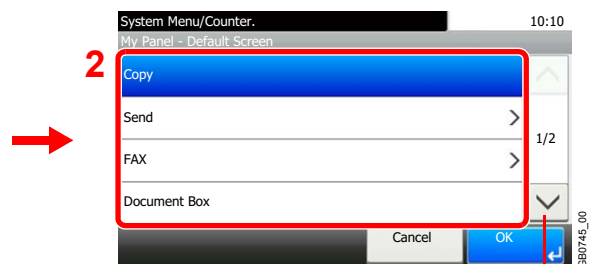 System Menu/Counter.
10:10
My Panel - Default Screen
2
Copy
Send
1/2
FAX
Document Box
Cancel
OK
GB0745_00